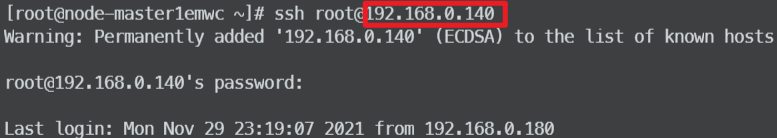 [root@node-master1emwc ~]# ssh root@192.168.0.140
Warning: Permanently added '192.168.0.140' (ECDSA) to the list of known hosts
root@192.168.0.140's password:
Last login: Mon Nov 29 23:19:07 2021 from 192.168.0.180